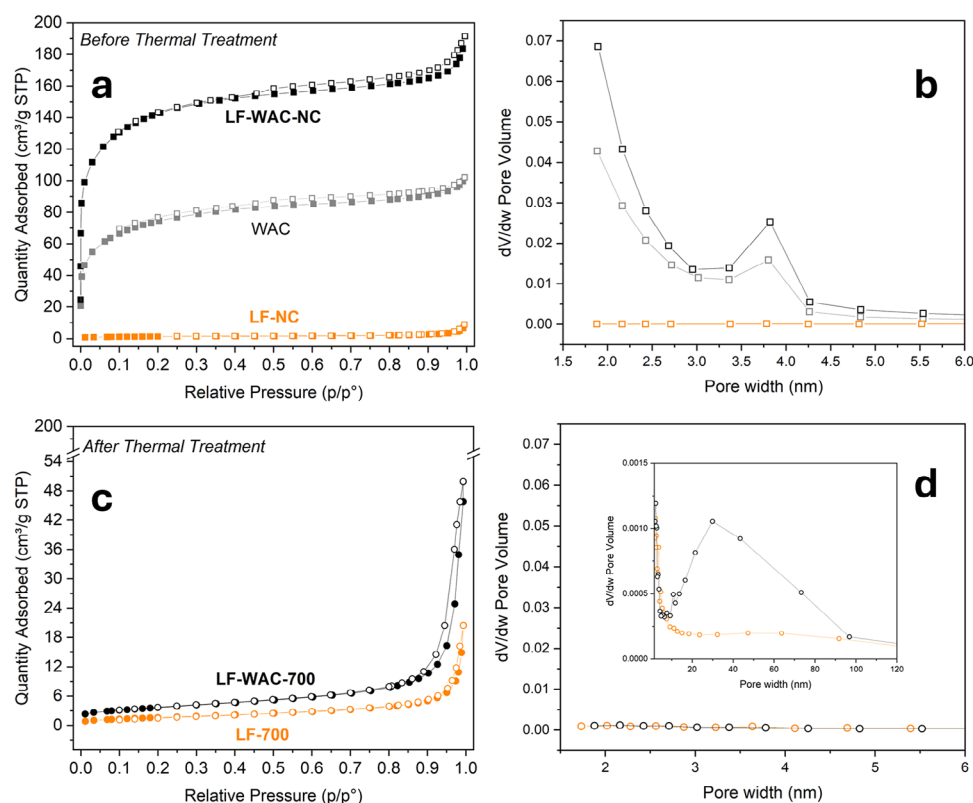 Before Thermal Treatment
a
LF-WAC-NC
WAC
LF-NC
Quantity Adsorbed (cm³/g STP)
200
180
160
140
120
100
80
60
40
20
0
0.0 0.1 0.2 0.3 0.4 0.5 0.6 0.7 0.8 0.9 1.0
Relative Pressure (p/p°)
b
dV/dw Pore Volume
0.07
0.06
0.05
0.04
0.03
0.02
0.01
0.00
1.5 2.0 2.5 3.0 3.5 4.0 4.5 5.0 5.5 6.0
Pore width (nm)
After Thermal Treatment
c
LF-WAC-700
LF-700
Quantity Adsorbed (cm³/g STP)
200
54
48
42
36
30
24
18
12
6
0
0.0 0.1 0.2 0.3 0.4 0.5 0.6 0.7 0.8 0.9 1.0
Relative Pressure (p/p°)
d
dV/dw Pore Volume
0.07
0.06
0.05
0.04
0.03
0.02
0.01
0.00
2 3 4 5 6
Pore width (nm)
dV/dw Pore Volume
0.0015
0.0010
0.0005
0.0000
10 20 30 40 50 60 70 80 90 100 120
Pore width (nm)